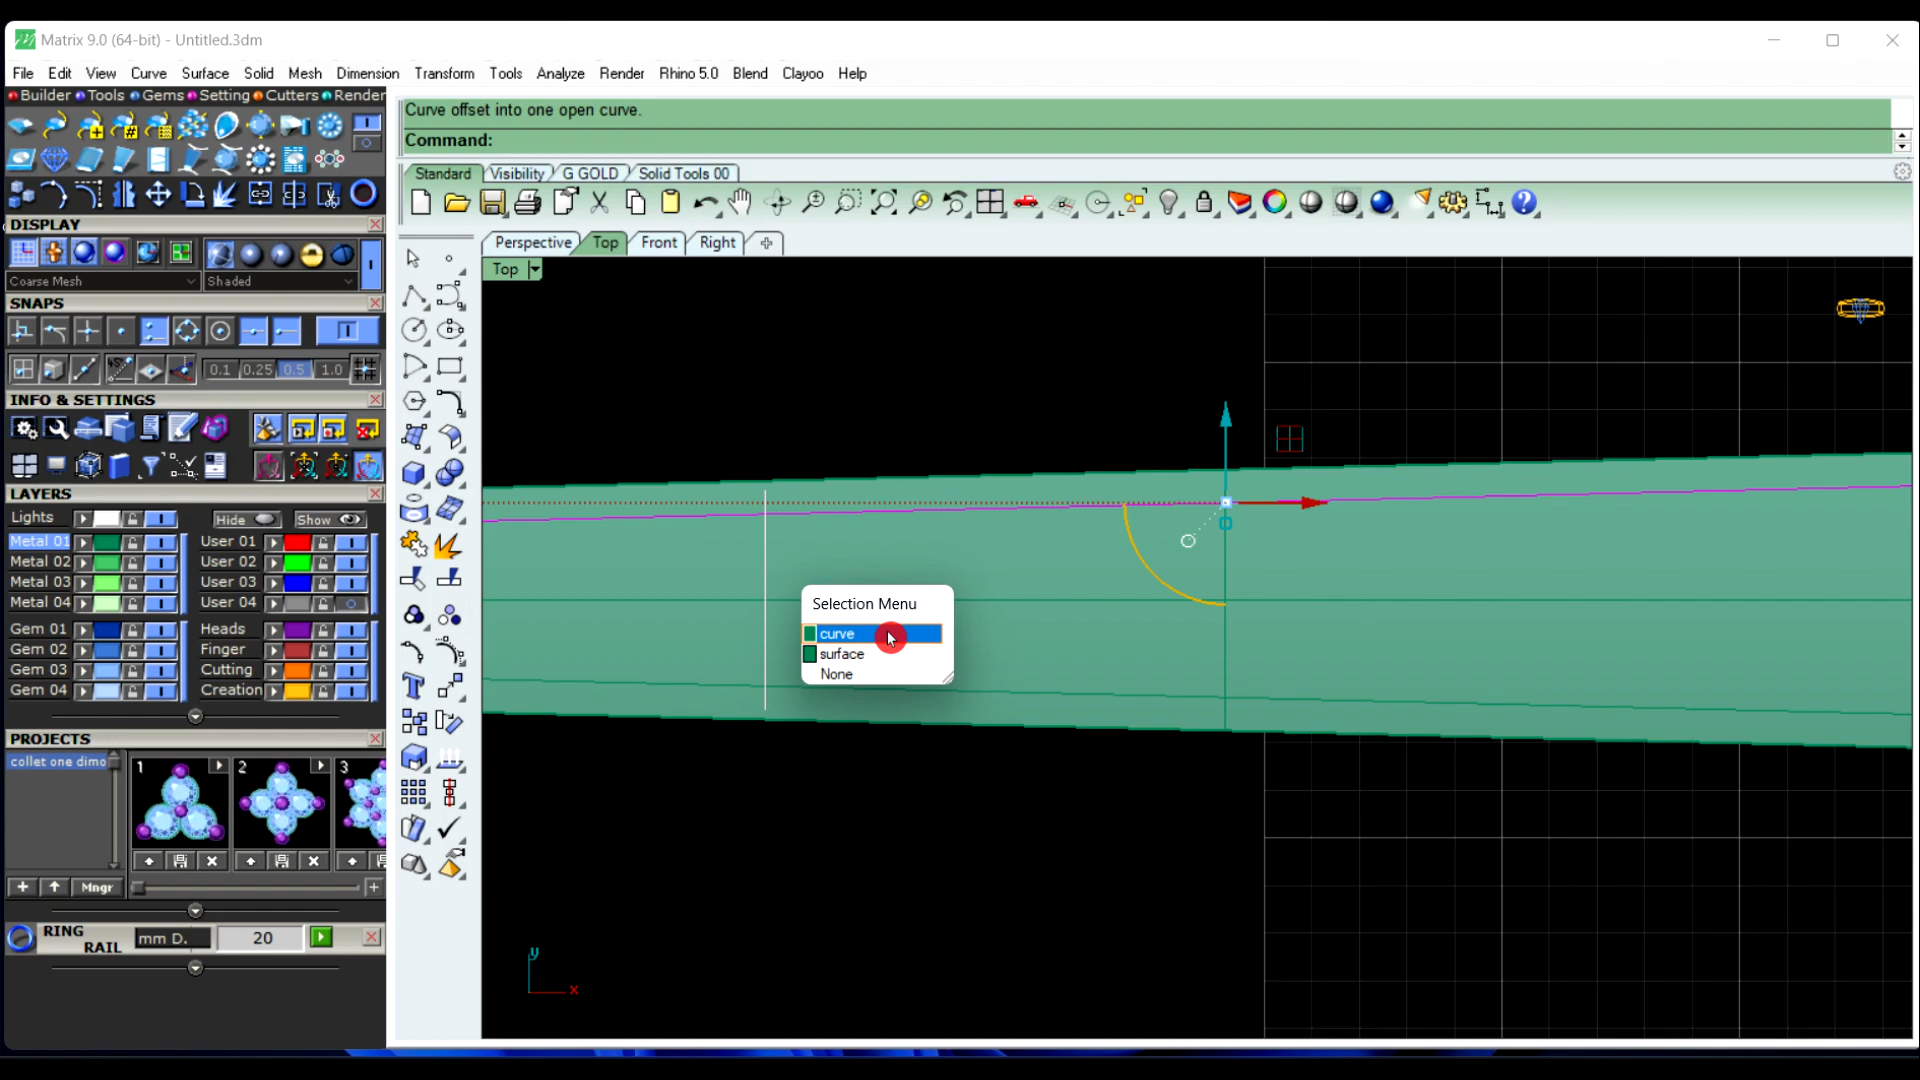 Matrix 9.0 (64-bit) - Untitled.3dm
File Edit View Curve Surface Solid Mesh Dimension Transform Tools Analyze Render Rhino 5.0 Blend Clayoo Help
Builder Tools Gems Setting Cutters Render
Curve offset into one open curve.
Command:
Standard Visibility G GOLD Solid Tools 00
DISPLAY
Coarse Mesh Shaded
Perspective Top Front Right
Top
SNAPS
45°
0.1 0.25 0.5 1.0
INFO & SETTINGS
LAYERS
Lights Hide Show
Metal 01 User 01
Metal 02 User 02
Metal 03 User 03
Metal 04 User 04
Gem 01 Heads
Gem 02 Finger
Gem 03 Cutting
Gem 04 Creation
Selection Menu
curve
surface
None
PROJECTS
collet one dimo
1 2 3
Mngr
RING
RAIL
mm D. 20
y
x